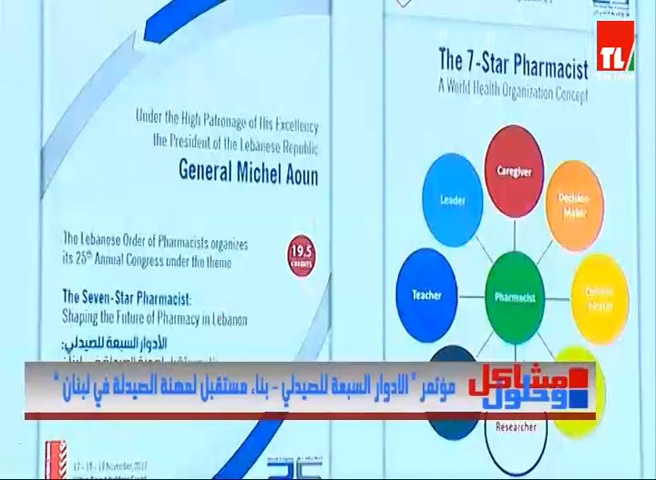 Under the High Patronage of His Excellency
the President of the Lebanese Republic
General Michel Aoun
The Lebanese Order of Pharmacists organizes
its 25th Annual Congress under the theme
19.5
CREDITS
The Seven-Star Pharmacist:
Shaping the Future of Pharmacy in Lebanon
الأدوار السبعة للصيدلي:
The 7-Star Pharmacist
A World Health Organization Concept
Caregiver
Leader
Decision-
Maker
Teacher
Pharmacist
Researcher
TL
مشاكل
وحلول
مؤتمر " الادوار السبعة للصيدلي - بناء مستقبل لمهنة الصيدلة في لبنان "
25